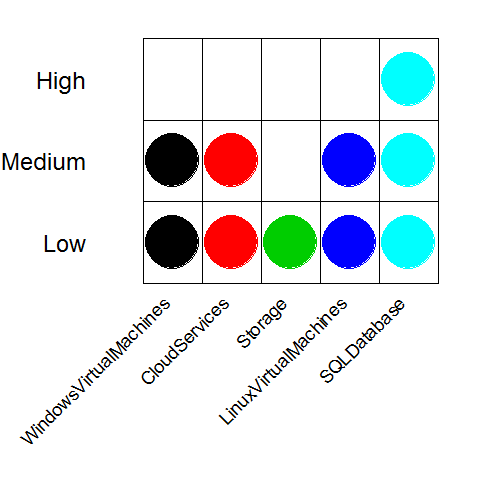 High
Medium
Low
WindowsVirtualMachines
CloudServices
Storage
LinuxVirtualMachines
SQLDatabase